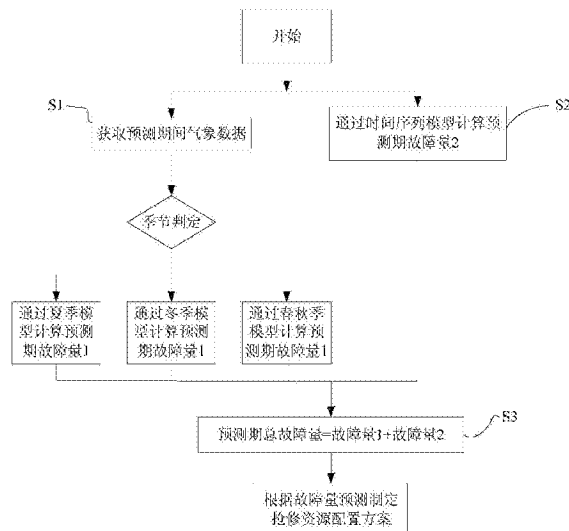 开始
S1
获取预测期间气象数据
通过时间序列模型计算预
测期故障量2
S2
季节判定
通过夏季模
型计算预测
期故障量1
通过冬季模
型计算预测
期故障量1
通过春秋季
模型计算预
测期故障量1
预测期总故障量=故障量1+故障量2
S3
根据故障量预测制定
抢修资源配置方案